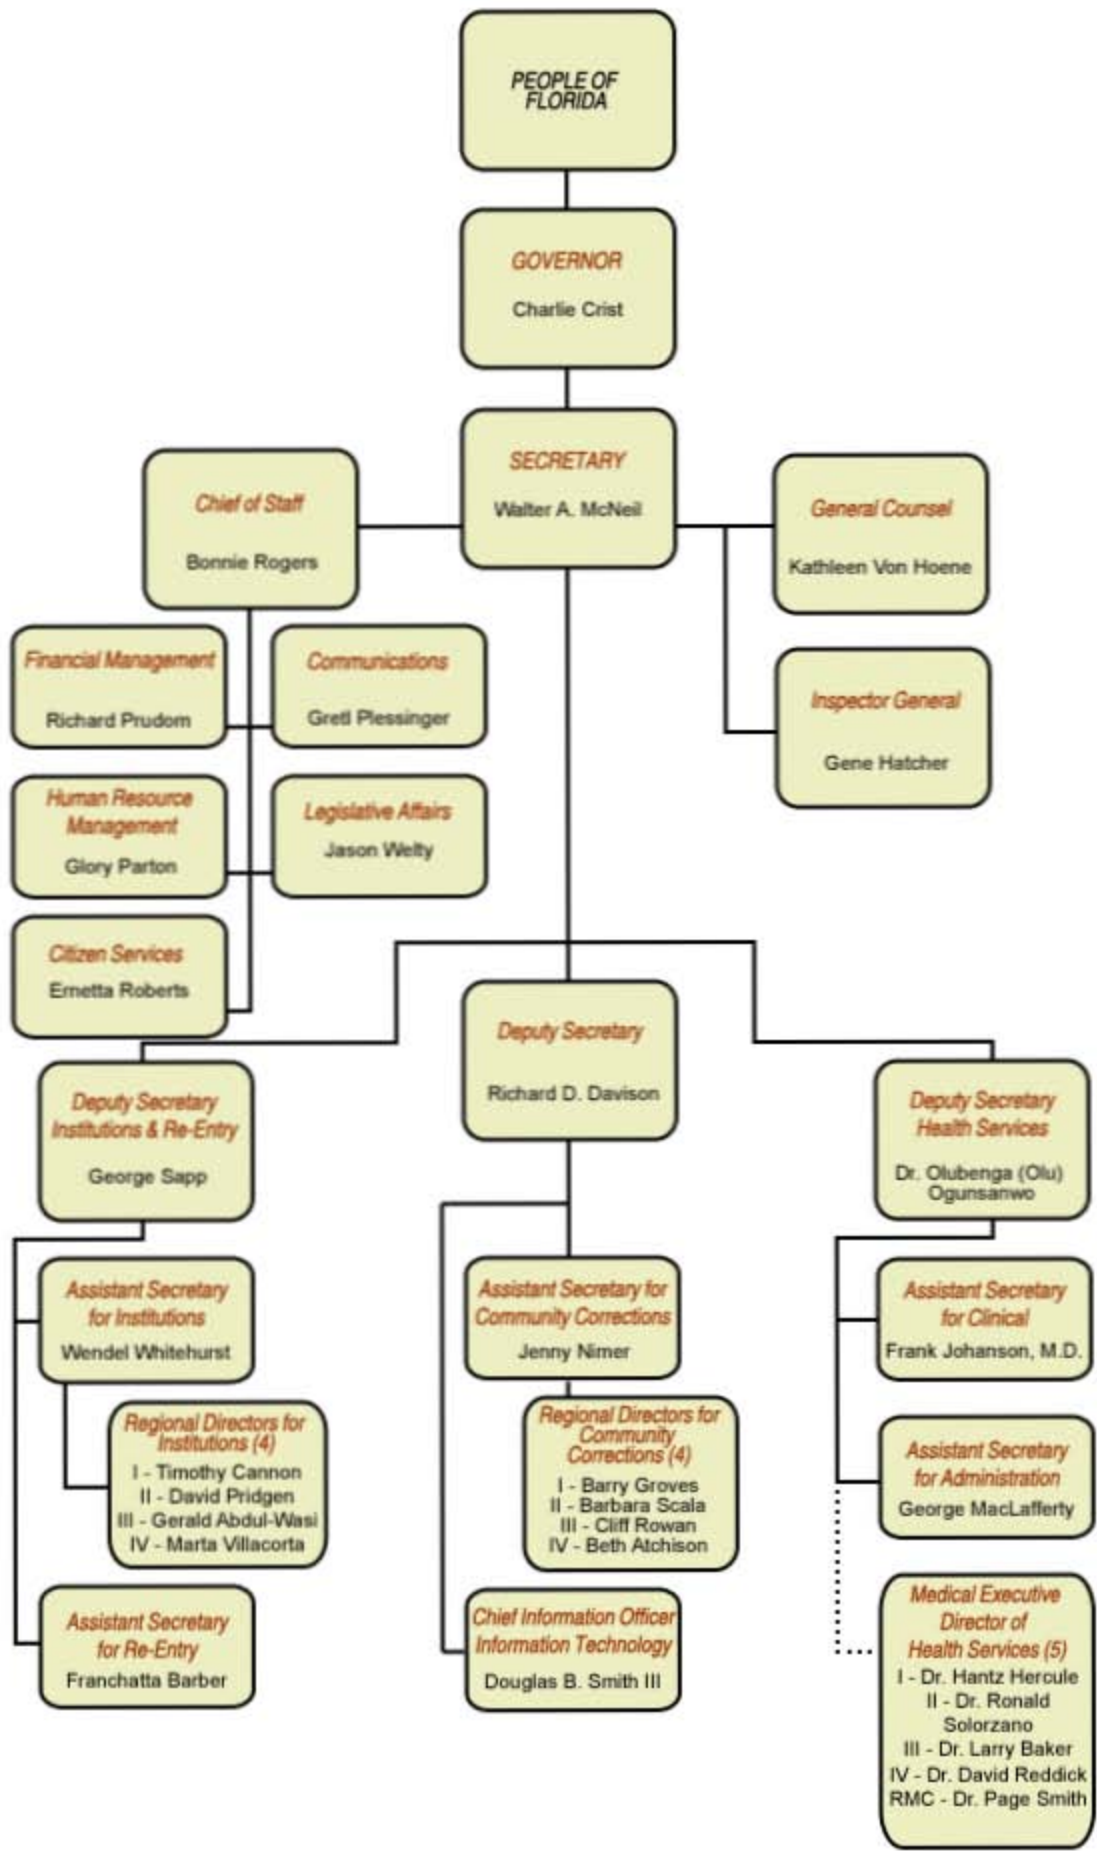 PEOPLE OF
FLORIDA
GOVERNOR
Charlie Crist
SECRETARY
Walter A. McNeil
Chief of Staff
Bonnie Rogers
General Counsel
Kathleen Von Hoene
Financial Management
Richard Prudom
Communications
Gretl Plessinger
Inspector General
Gene Hatcher
Human Resource
Management
Glory Parton
Legislative Affairs
Jason Welty
Citizen Services
Ernetta Roberts
Deputy Secretary
Institutions & Re-Entry
George Sapp
Deputy Secretary
Richard D. Davison
Deputy Secretary
Health Services
Dr. Olubenga (Olu)
Ogunsanwo
Assistant Secretary
for Institutions
Wendel Whitehurst
Regional Directors for
Institutions (4)
I - Timothy Cannon
II - David Pridgen
III - Gerald Abdul-Wasi
IV - Marta Villacorta
Assistant Secretary
for Re-Entry
Franchatta Barber
Assistant Secretary for
Community Corrections
Jenny Nimer
Regional Directors for
Community
Corrections (4)
I - Barry Groves
II - Barbara Scala
III - Cliff Rowan
IV - Beth Atchison
Chief Information Officer
Information Technology
Douglas B. Smith III
Assistant Secretary
for Clinical
Frank Johanson, M.D.
Assistant Secretary
for Administration
George MacLafferty
Medical Executive
Director of
Health Services (5)
I - Dr. Hantz Hercule
II - Dr. Ronald
Solorzano
III - Dr. Larry Baker
IV - Dr. David Reddick
RMC - Dr. Page Smith